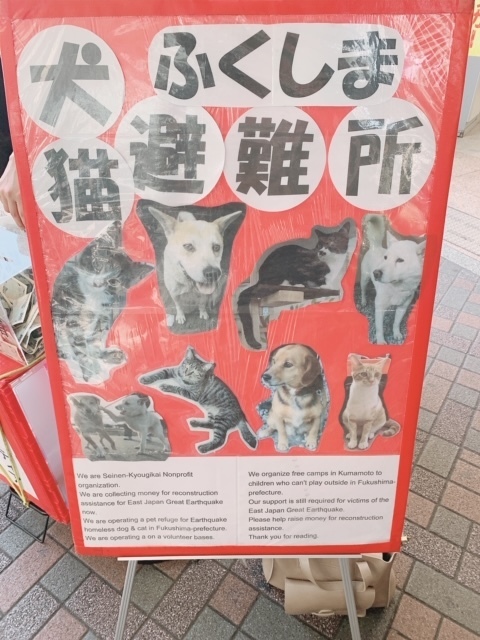 犬 ふくしま
猫 避難所
We are Seinen-Kyougikai Nonprofit
organization.
We are collecting money for reconstruction
assistance for East Japan Great Earthquake
now.
We are operating a pet refuge for Earthquake
homeless dog & cat in Fukushima-prefecture.
We are operating a on a volunteer bases.
We organize free camps in Kumamoto to
children who can't play outside in Fukushima-
prefecture.
Our support is still required for victims of the
East Japan Great Earthquake.
Please help raise money for reconstruction
assistance.
Thank you for reading.